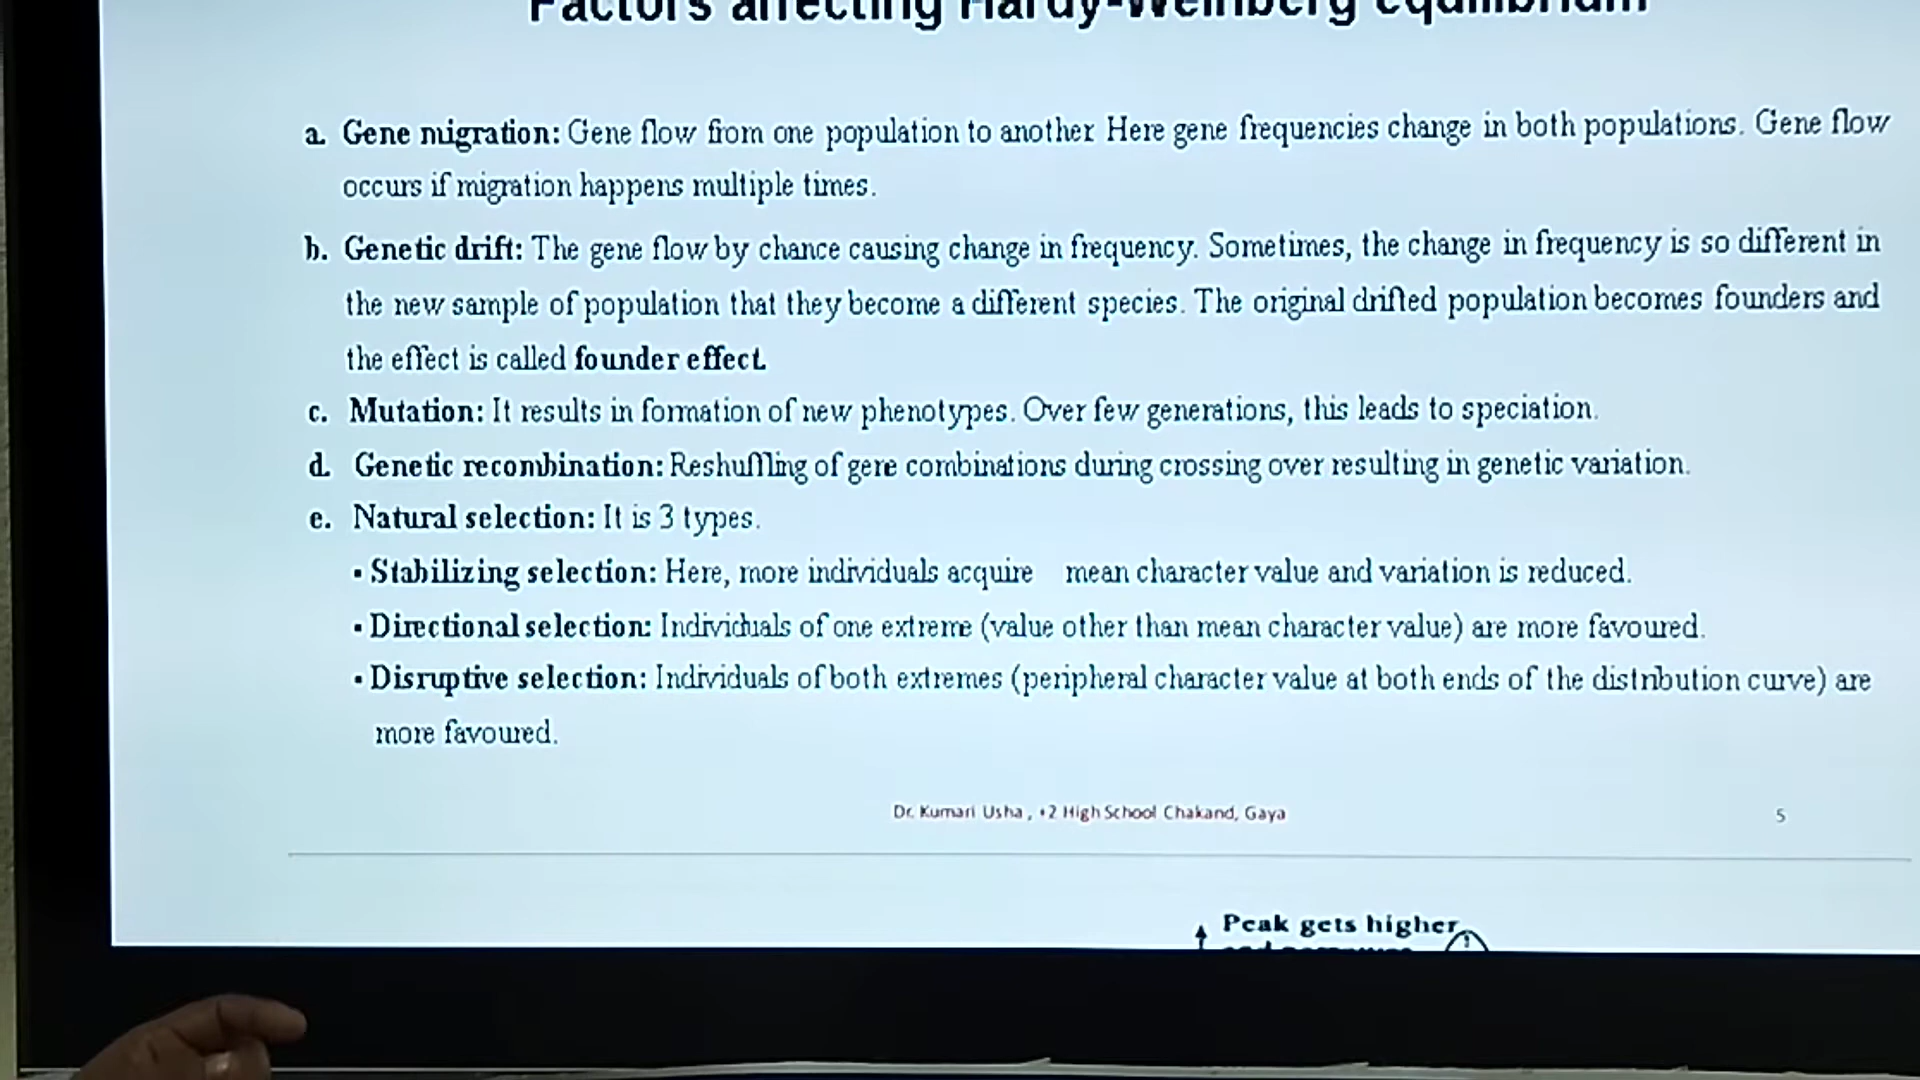 Factors affecting Hardy-Weinberg equilibrium
a. Gene migration: Gene flow from one population to another Here gene frequencies change in both populations. Gene flow
occurs if migration happens multiple times.
b. Genetic drift: The gene flow by chance causing change in frequency. Sometimes, the change in frequency is so different in
the new sample of population that they become a different species. The original drifted population becomes founders and
the effect is called founder effect.
c. Mutation: It results in formation of new phenotypes. Over few generations, this leads to speciation.
d. Genetic recombination: Reshuffling of gene combinations during crossing over resulting in genetic variation.
e. Natural selection: It is 3 types.
▪ Stabilizing selection: Here, more individuals acquire mean character value and variation is reduced.
▪ Directional selection: Individuals of one extreme (value other than mean character value) are more favoured.
▪ Disruptive selection: Individuals of both extremes (peripheral character value at both ends of the distribution curve) are
more favoured.
Dr. Kumari Usha , +2 High School Chakand, Gaya
5
Peak gets higher